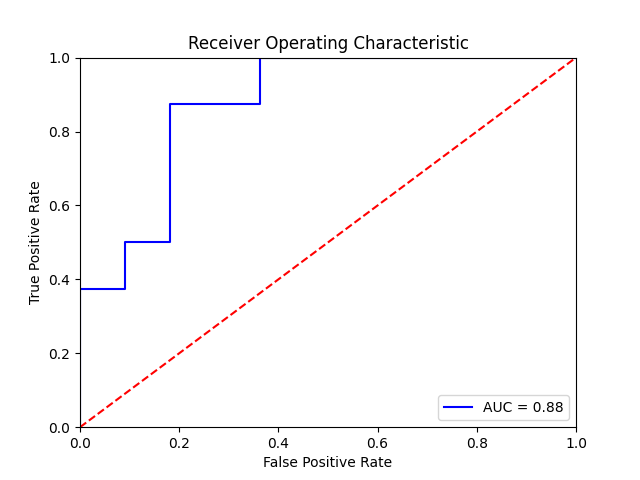 Receiver Operating Characteristic
1.0
0.8
0.6
0.4
0.2
0.0
True Positive Rate
AUC = 0.88
0.0 0.2 0.4 0.6 0.8 1.0
False Positive Rate